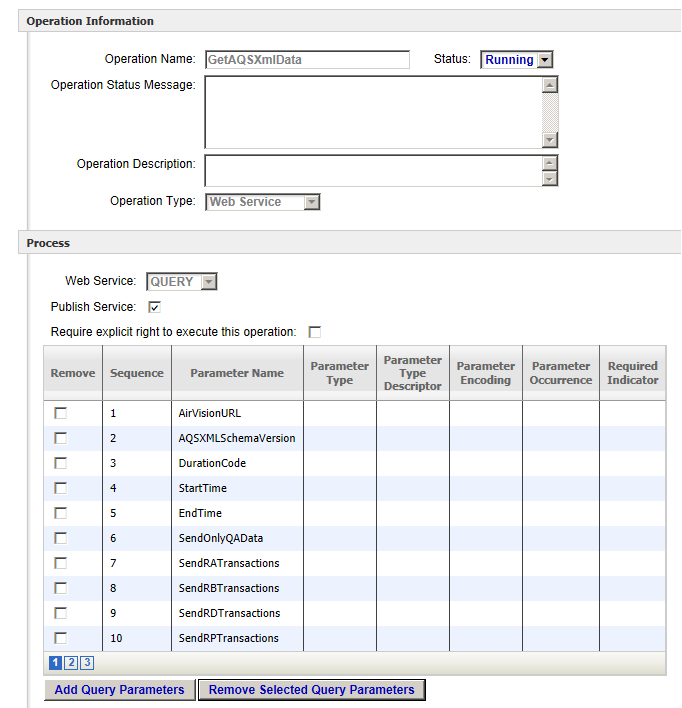 Operation Information
Operation Name: GetAQSXmlData Status: Running
Operation Status Message:
Operation Description:
Operation Type: Web Service
Process
Web Service: QUERY
Publish Service:
Require explicit right to execute this operation:
Remove Sequence Parameter Name Parameter Type Parameter Type Descriptor Parameter Encoding Parameter Occurrence Required Indicator
1 AirVisionURL
2 AQSXMLSchemaVersion
3 DurationCode
4 StartTime
5 EndTime
6 SendOnlyQAData
7 SendRATransactions
8 SendRBTransactions
9 SendRDTransactions
10 SendRPTransactions
1 2 3
Add Query Parameters Remove Selected Query Parameters